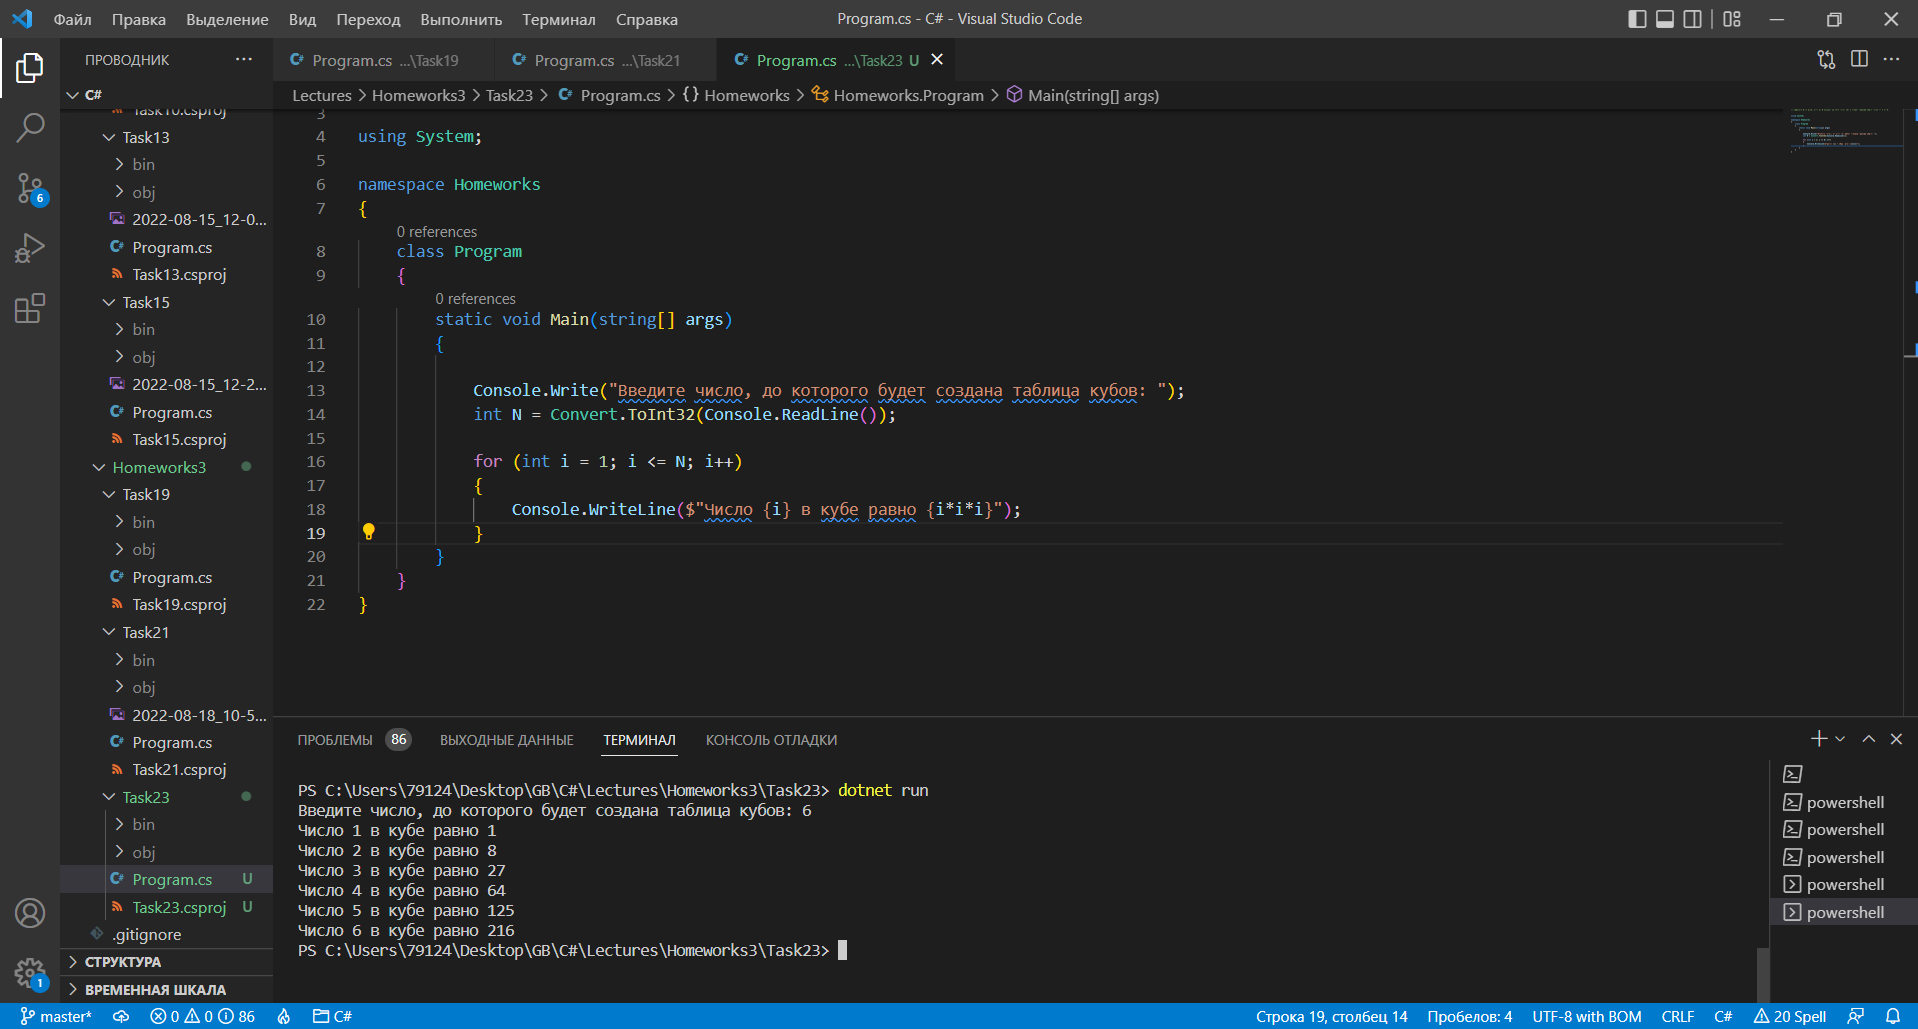 Файл Правка Выделение Вид Переход Выполнить Терминал Справка
Program.cs - C# - Visual Studio Code
ПРОВОДНИК ···
Program.cs ...\Task19
Program.cs ...\Task21
Program.cs ...\Task23 U
Lectures > Homeworks3 > Task23 > Program.cs > {} Homeworks > Homeworks.Program > Main(string[] args)
C#
Task10.csproj
Task13
bin
obj
2022-08-15_12-0...
Program.cs
Task13.csproj
Task15
bin
obj
2022-08-15_12-2...
Program.cs
Task15.csproj
Homeworks3
Task19
bin
obj
Program.cs
Task19.csproj
Task21
bin
obj
2022-08-18_10-5...
Program.cs
Task21.csproj
Task23
bin
obj
Program.cs U
Task23.csproj U
.gitignore
СТРУКТУРА
ВРЕМЕННАЯ ШКАЛА
6
1
3
4 using System;
5
6 namespace Homeworks
7 {
0 references
8 class Program
9 {
0 references
10 static void Main(string[] args)
11 {
12
13 Console.Write("Введите число, до которого будет создана таблица кубов: ");
14 int N = Convert.ToInt32(Console.ReadLine());
15
16 for (int i = 1; i <= N; i++)
17 {
18 Console.WriteLine($"Число {i} в кубе равно {i*i*i}");
19 }
20 }
21 }
22 }
ПРОБЛЕМЫ 86 ВЫХОДНЫЕ ДАННЫЕ ТЕРМИНАЛ КОНСОЛЬ ОТЛАДКИ
PS C:\Users\79124\Desktop\GB\C#\Lectures\Homeworks3\Task23> dotnet run
Введите число, до которого будет создана таблица кубов: 6
Число 1 в кубе равно 1
Число 2 в кубе равно 8
Число 3 в кубе равно 27
Число 4 в кубе равно 64
Число 5 в кубе равно 125
Число 6 в кубе равно 216
PS C:\Users\79124\Desktop\GB\C#\Lectures\Homeworks3\Task23>
powershell
powershell
powershell
powershell
powershell
master* 0 0 86 C#
Строка 19, столбец 14 Пробелов: 4 UTF-8 with BOM CRLF C# 20 Spell